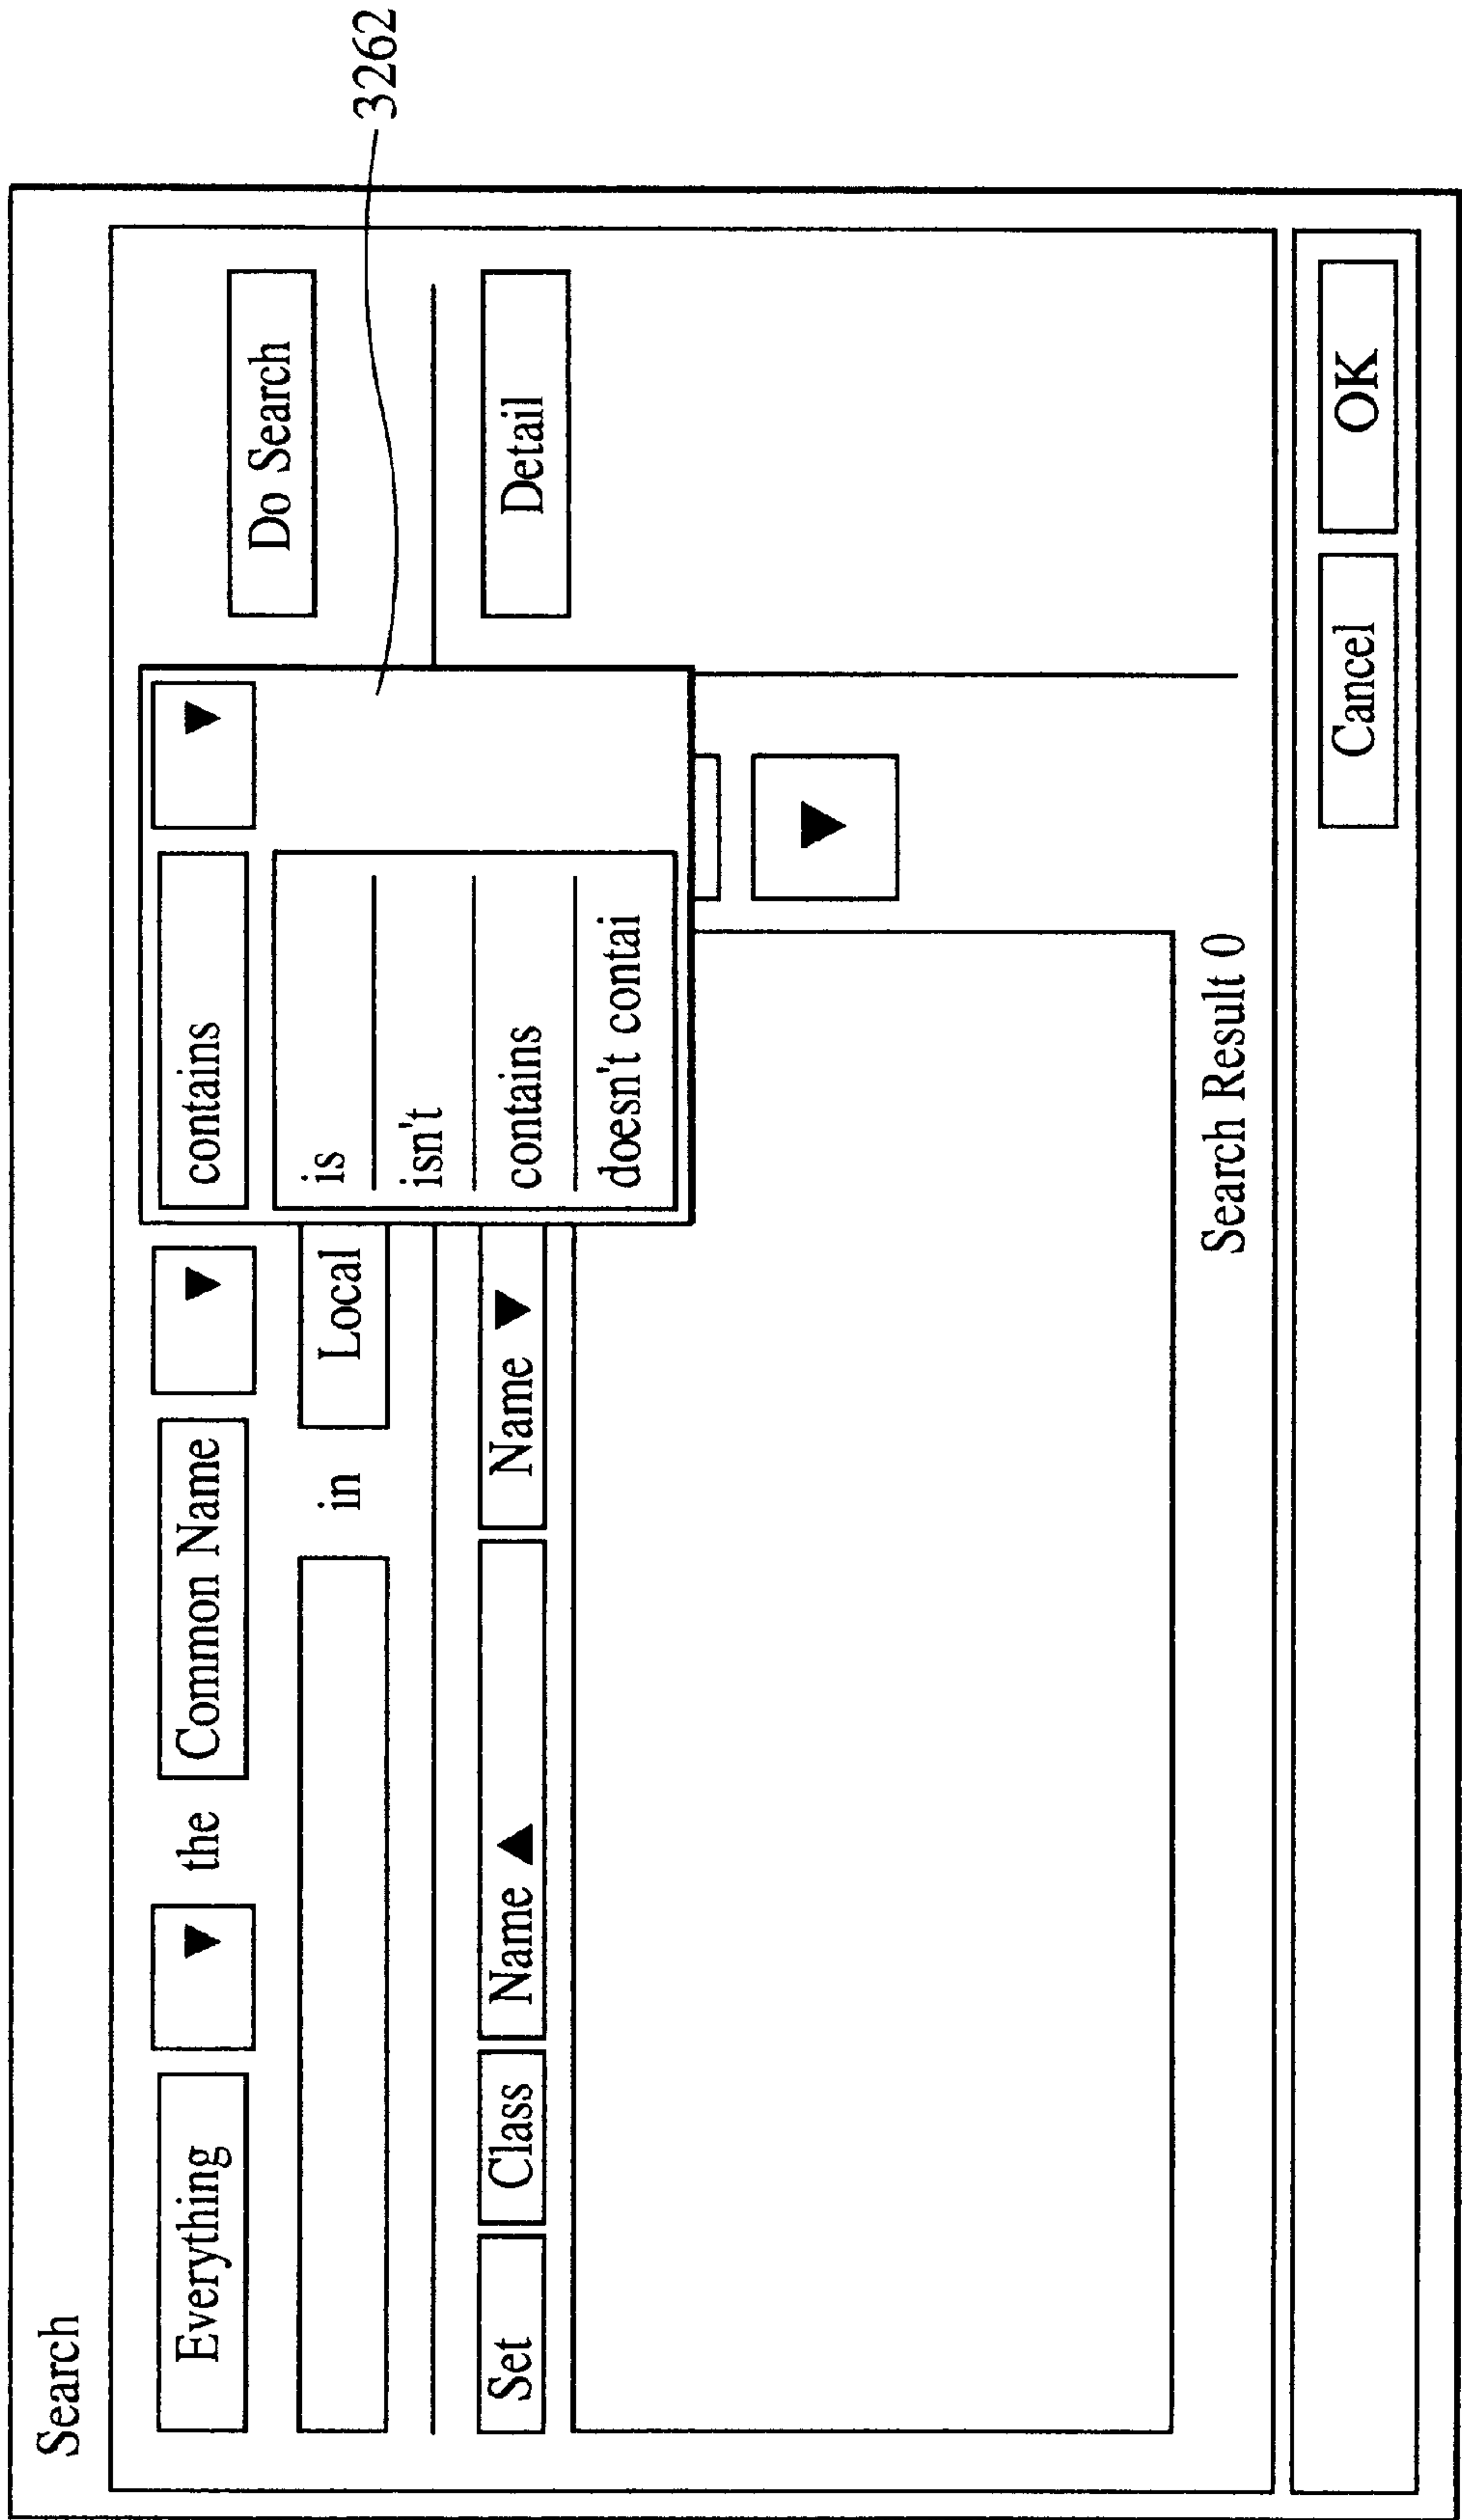 Search
Everything ▼ the Common Name ▼ contains ▼ Do Search
in Local
is
isn't
contains
doesn't contai
3262
Set Class Name ▲ Name ▼ Detail
▼
Search Result 0
Cancel OK